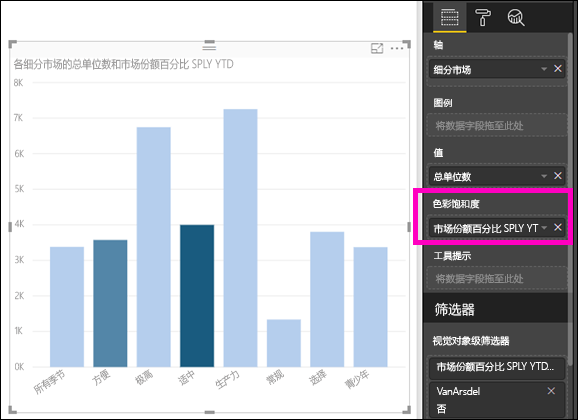 各细分市场的总单位数和市场份额百分比 SPLY YTD
8K
7K
6K
5K
4K
3K
2K
1K
0K
所有季节
方便
极高
适中
生产力
常规
选择
青少年
轴
细分市场
图例
将数据字段拖至此处
值
总单位数
色彩饱和度
市场份额百分比 SPLY YT
工具提示
将数据字段拖至此处
筛选器
视觉对象级筛选器
市场份额百分比 SPLY YTD...
VanArsdel
否